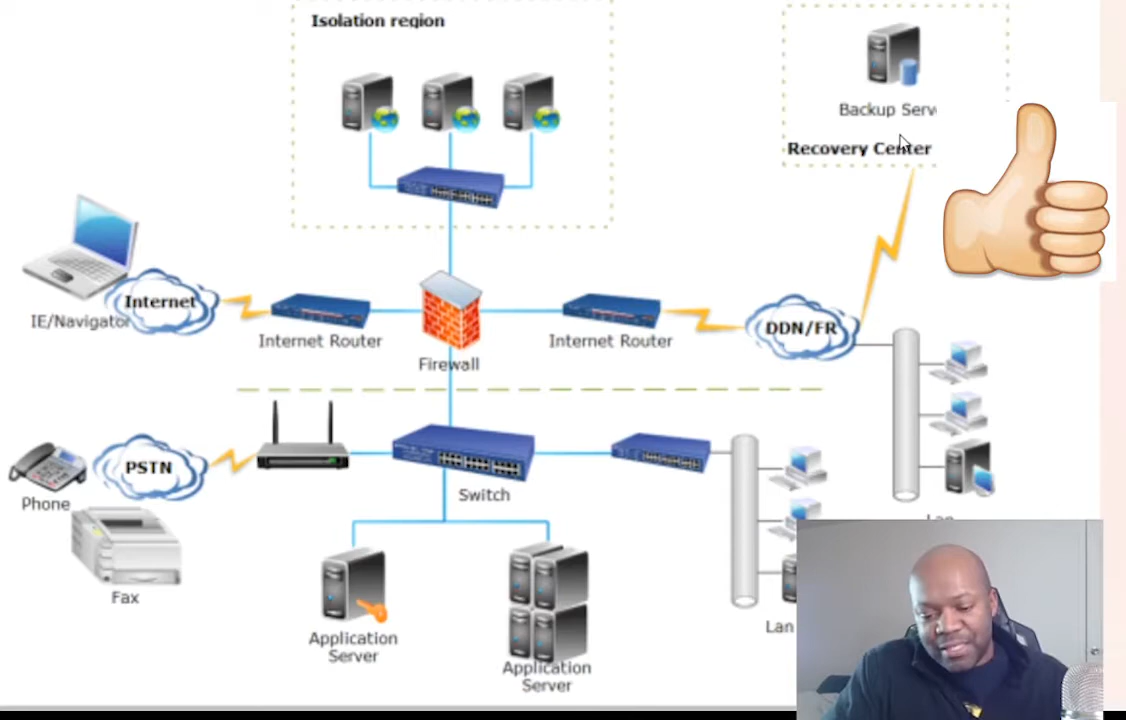 Isolation region
Backup Serv
Recovery Center
Internet
IE/Navigator
Internet Router
Firewall
Internet Router
DDN/FR
PSTN
Phone
Switch
Fax
Application
Server
Application
Server
Lan
Lan